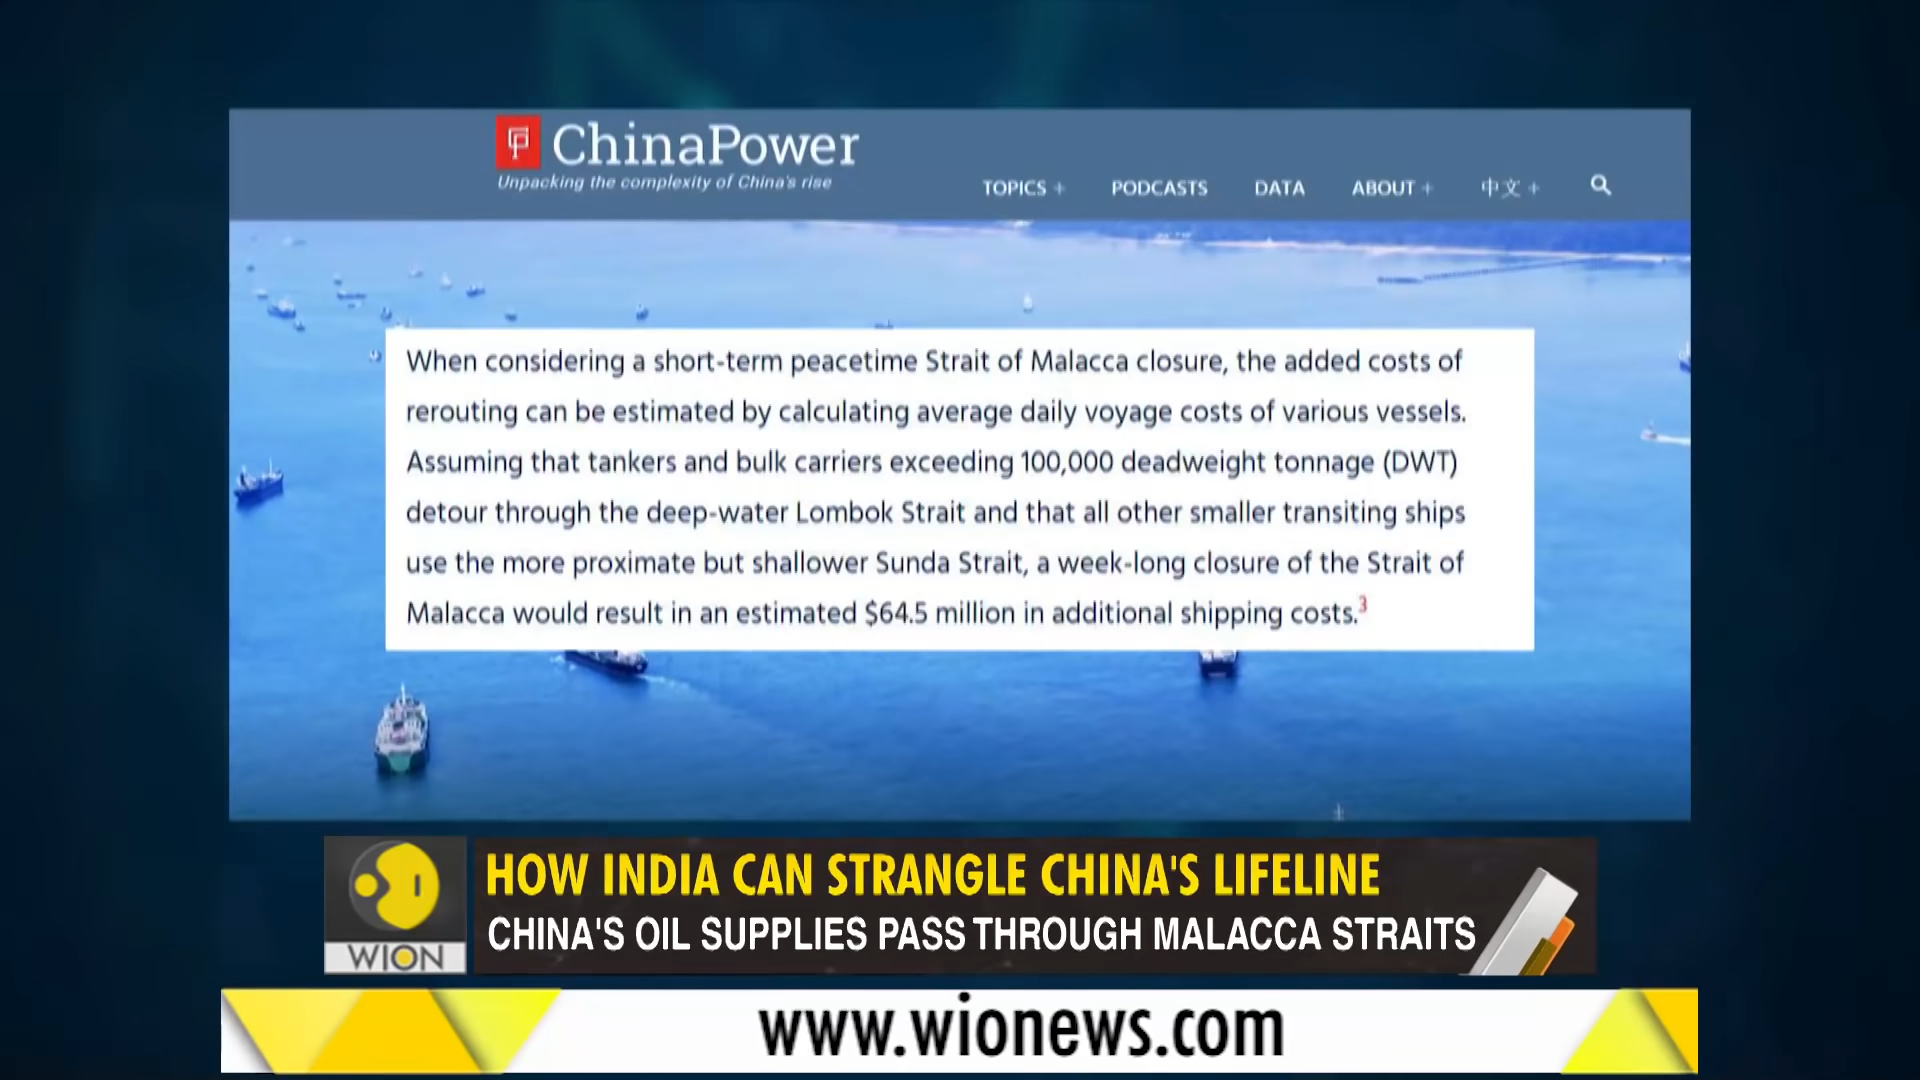 ChinaPower
Unpacking the complexity of China's rise
TOPICS + PODCASTS DATA ABOUT + 中文 +
When considering a short-term peacetime Strait of Malacca closure, the added costs of
rerouting can be estimated by calculating average daily voyage costs of various vessels.
Assuming that tankers and bulk carriers exceeding 100,000 deadweight tonnage (DWT)
detour through the deep-water Lombok Strait and that all other smaller transiting ships
use the more proximate but shallower Sunda Strait, a week-long closure of the Strait of
Malacca would result in an estimated $64.5 million in additional shipping costs.3
HOW INDIA CAN STRANGLE CHINA'S LIFELINE
CHINA'S OIL SUPPLIES PASS THROUGH MALACCA STRAITS
WION
www.wionews.com